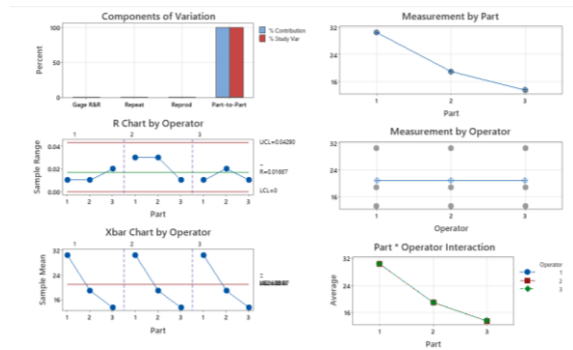 Components of Variation
100
50
0
Percent
Gage R&R Repeat Reprod Part-to-Part
% Contribution
% Study Var
Measurement by Part
32
24
16
1 2 3
Part
R Chart by Operator
1 2 3
0.04
0.02
0.00
Sample Range
UCL=0.04290
R=0.01667
LCL=0
1 2 3 1 2 3 1 2 3
Part
Measurement by Operator
32
24
16
1 2 3
Operator
Xbar Chart by Operator
1 2 3
32
24
16
Sample Mean
1 2 3 1 2 3 1 2 3
Part
Part * Operator Interaction
32
24
16
Average
1 2 3
Part
Operator
1
2
3